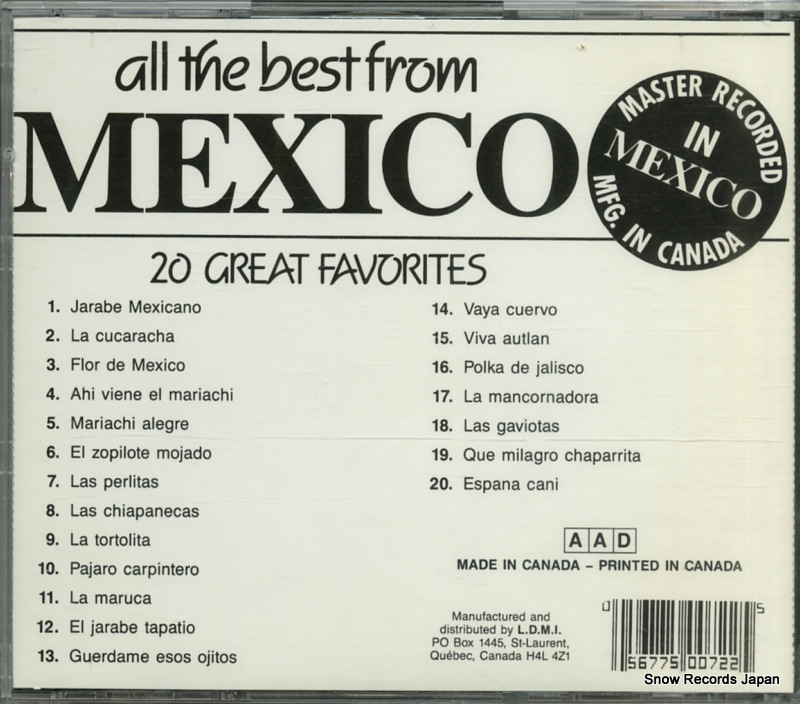 all the best from
MEXICO
MASTER RECORDED
IN
MEXICO
MFG. IN CANADA
20 GREAT FAVORITES
1. Jarabe Mexicano
2. La cucaracha
3. Flor de Mexico
4. Ahi viene el mariachi
5. Mariachi alegre
6. El zopilote mojado
7. Las perlitas
8. Las chiapanecas
9. La tortolita
10. Pajaro carpintero
11. La maruca
12. El jarabe tapatio
13. Guerdame esos ojitos
14. Vaya cuervo
15. Viva autlan
16. Polka de jalisco
17. La mancornadora
18. Las gaviotas
19. Que milagro chaparrita
20. Espana cani
AAD
MADE IN CANADA – PRINTED IN CANADA
Manufactured and
distributed by L.D.M.I.
PO Box 1445, St-Laurent,
Québec, Canada H4L 4Z1
0 56775 00722 5
Snow Records Japan